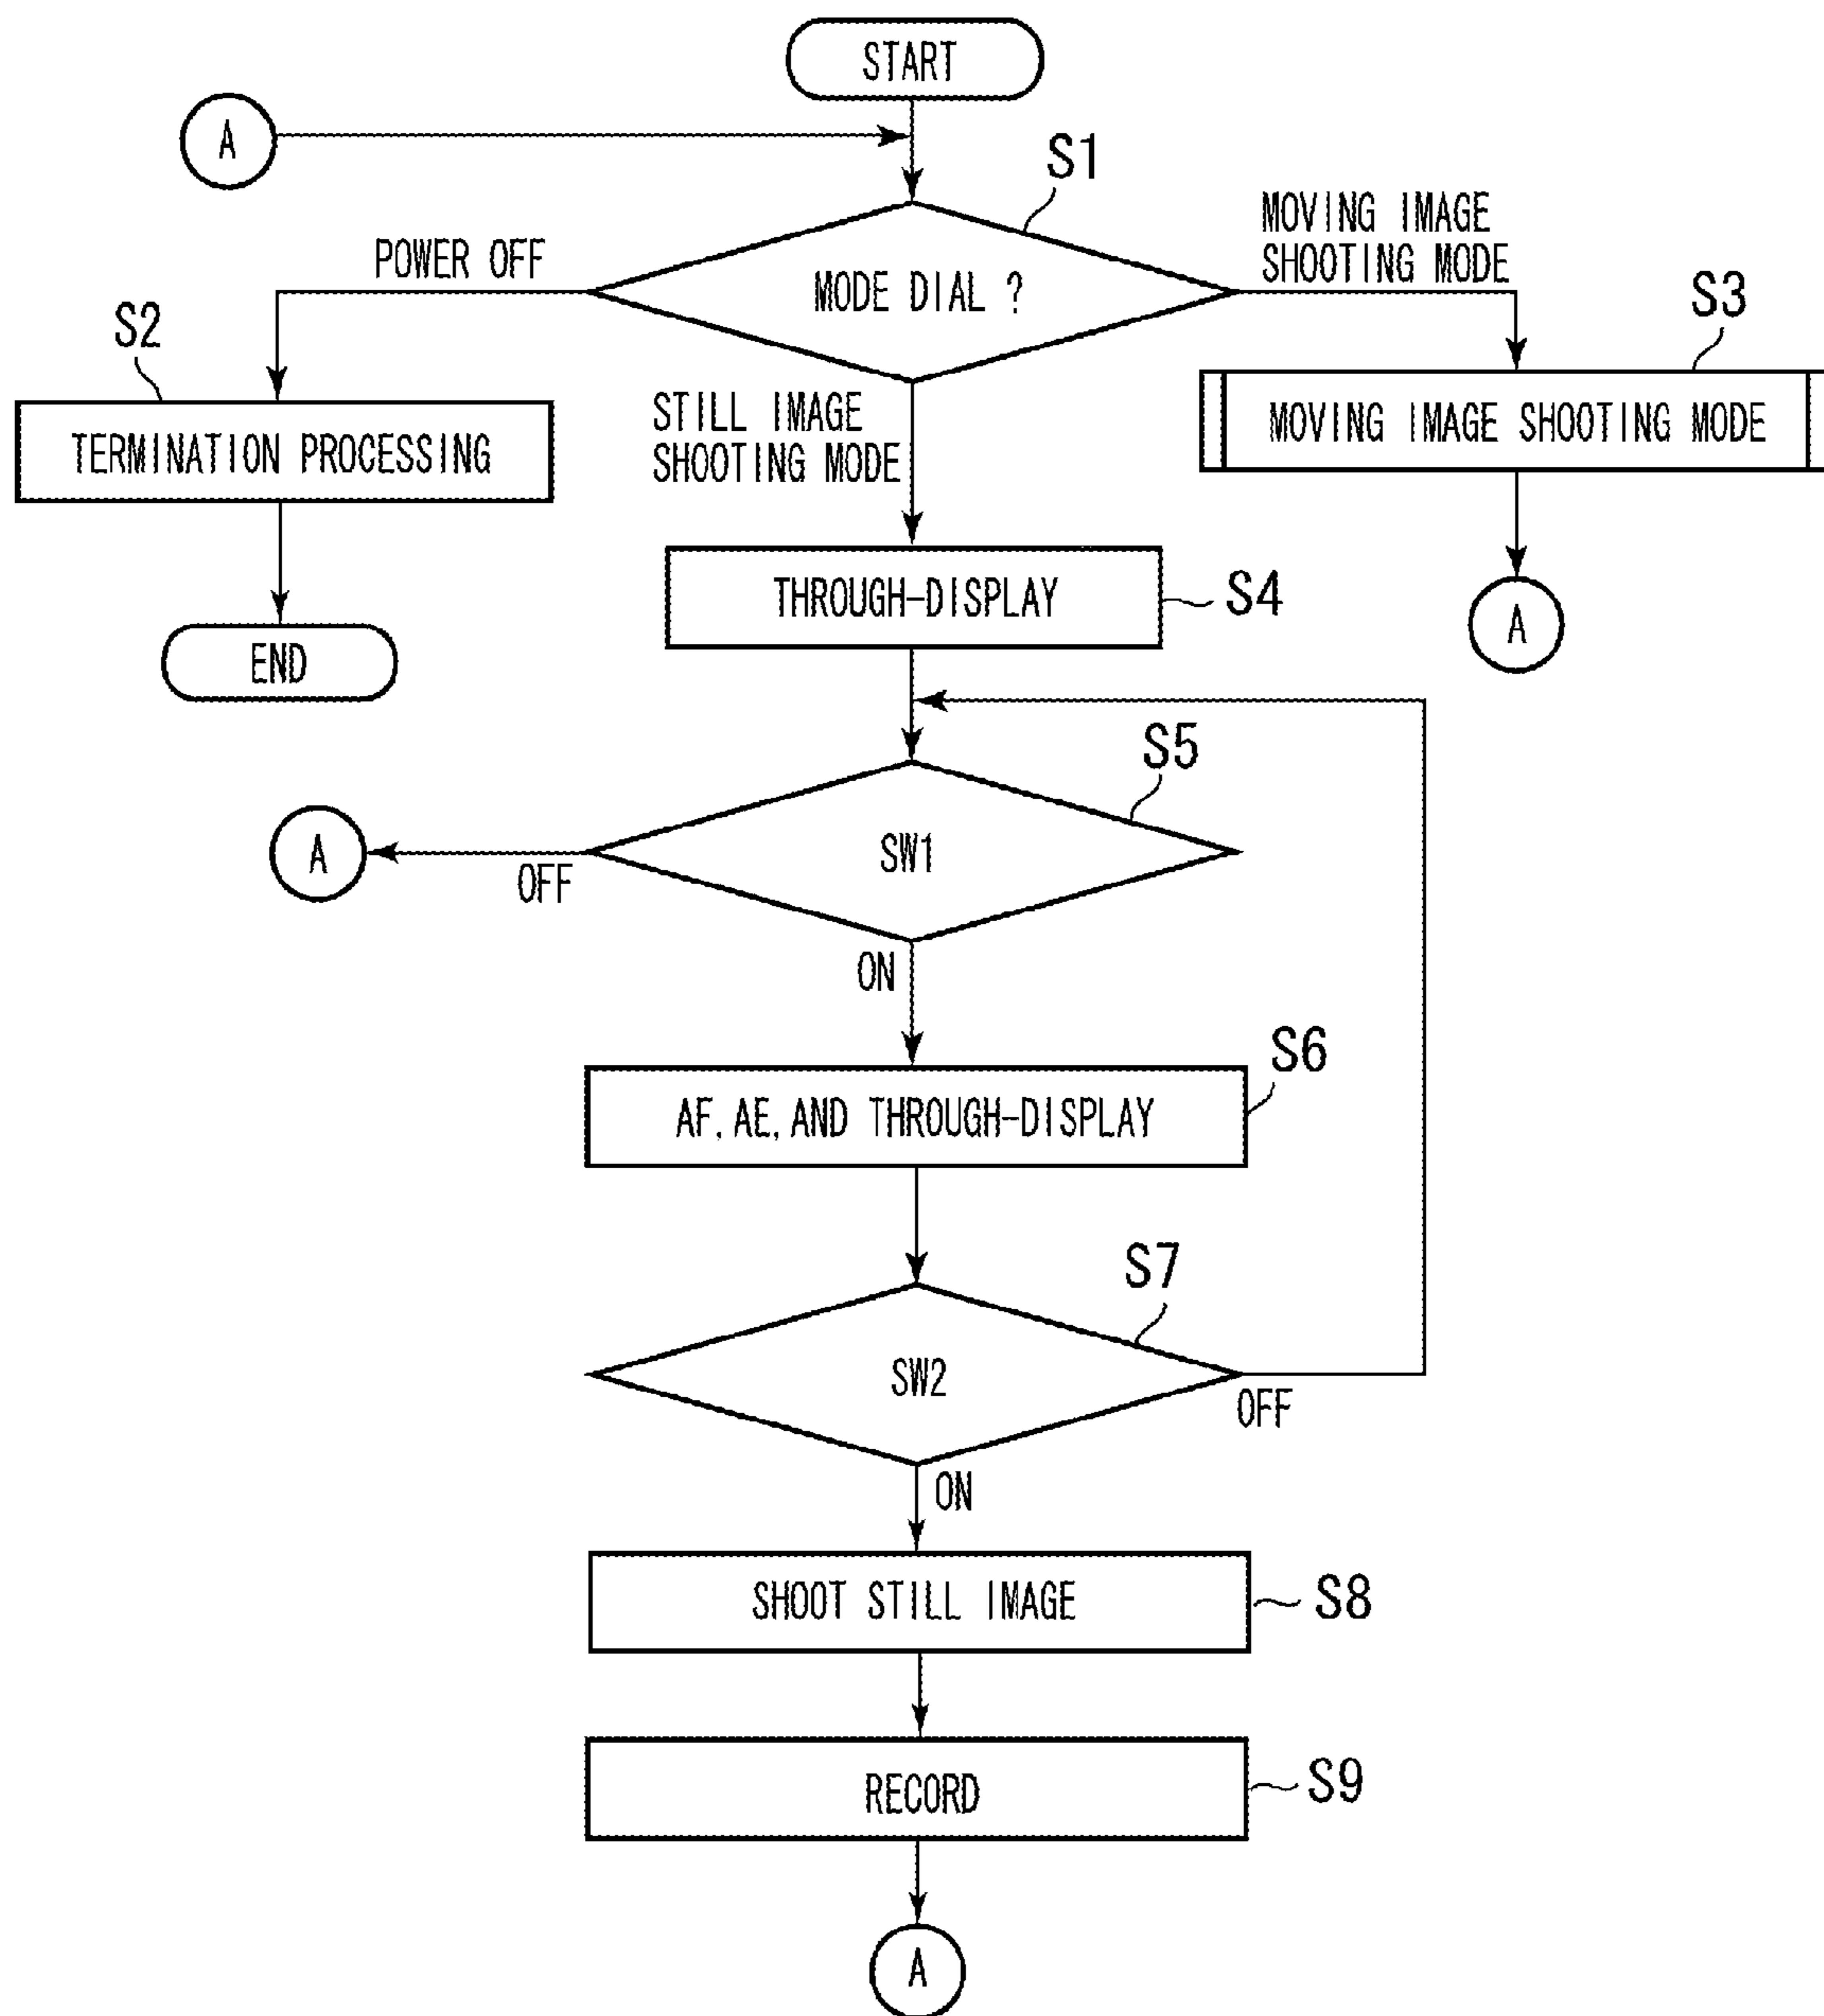 START
A
S1
MOVING IMAGE
SHOOTING MODE
POWER OFF
MODE DIAL ?
S2
S3
STILL IMAGE
SHOOTING MODE
TERMINATION PROCESSING
MOVING IMAGE SHOOTING MODE
THROUGH-DISPLAY
S4
A
END
S5
SW1
A
OFF
ON
S6
AF, AE, AND THROUGH-DISPLAY
S7
SW2
OFF
ON
SHOOT STILL IMAGE
S8
RECORD
S9
A